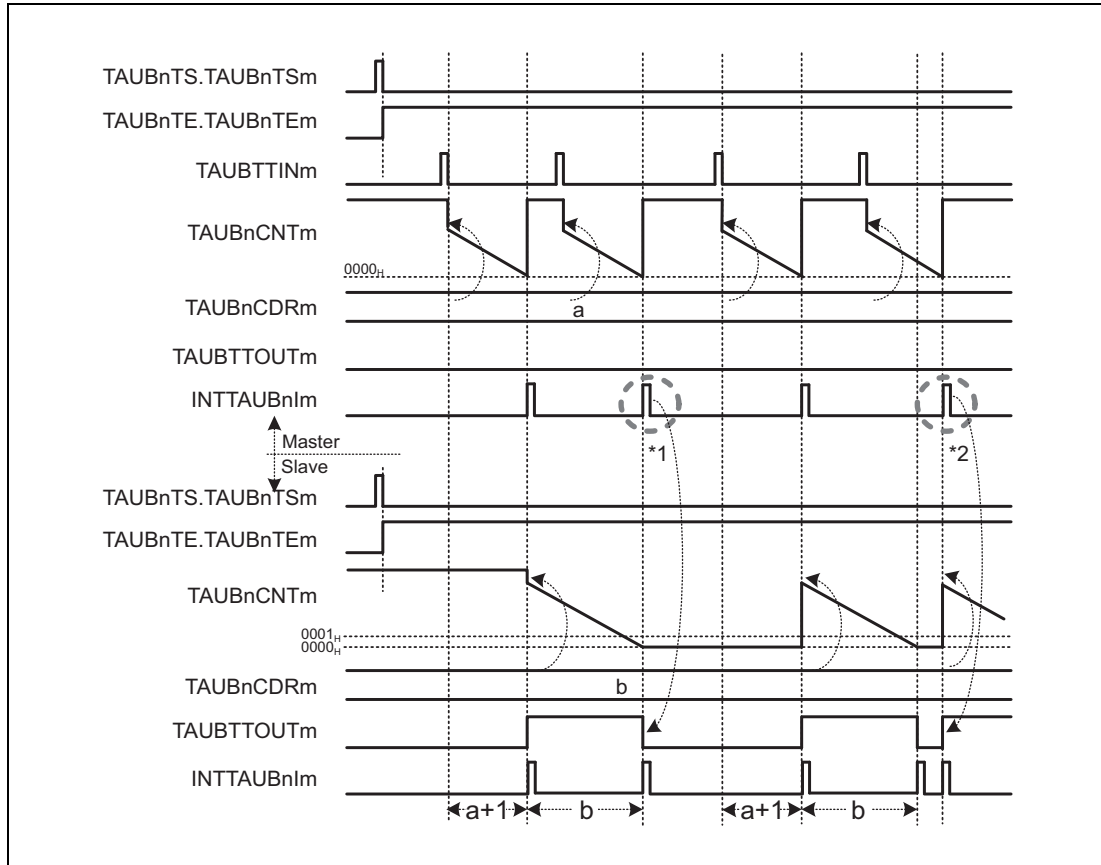 TAUBnTS.TAUBnTSm
TAUBnTE.TAUBnTEm
TAUBTTINm
TAUBnCNTm
0000H
TAUBnCDRm
a
TAUBTTOUTm
INTTAUBnIm
*1
*2
Master
Slave
TAUBnTS.TAUBnTSm
TAUBnTE.TAUBnTEm
TAUBnCNTm
0001H
0000H
TAUBnCDRm
b
TAUBTTOUTm
INTTAUBnIm
a+1 b a+1 b